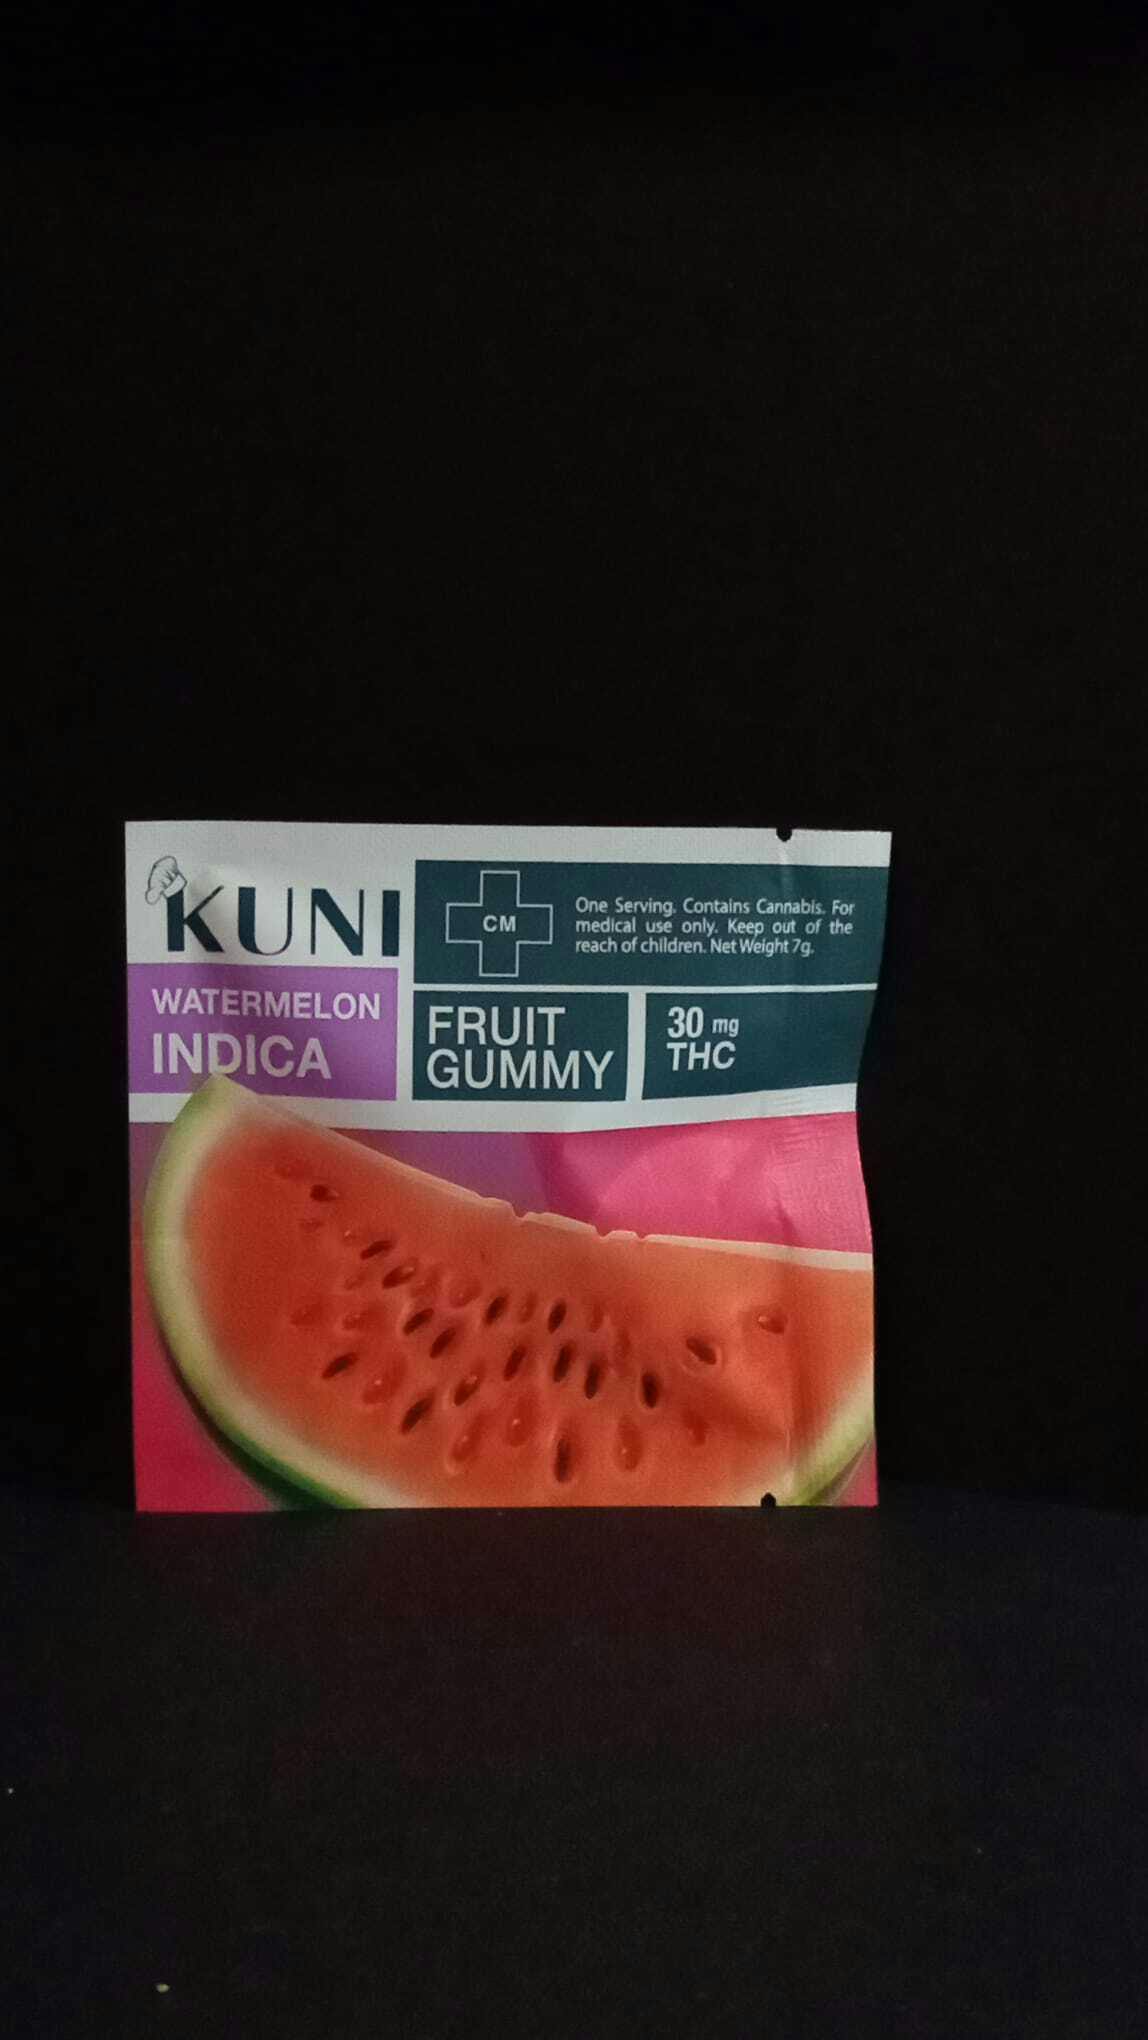 KUNI
WATERMELON
INDICA
CM
One Serving. Contains Cannabis. For
medical use only. Keep out of the
reach of children. Net Weight 7g.
FRUIT
GUMMY
30 mg
THC